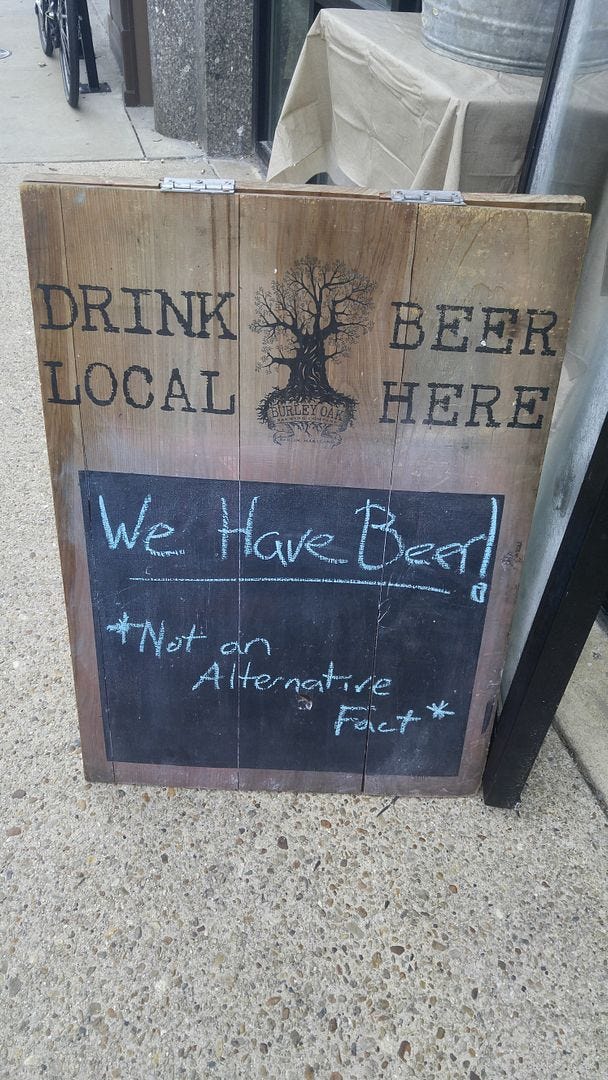 DRINK BEER
LOCAL HERE
BURLEY OAK
We Have Beer!
*Not an
Alternative
Fact*